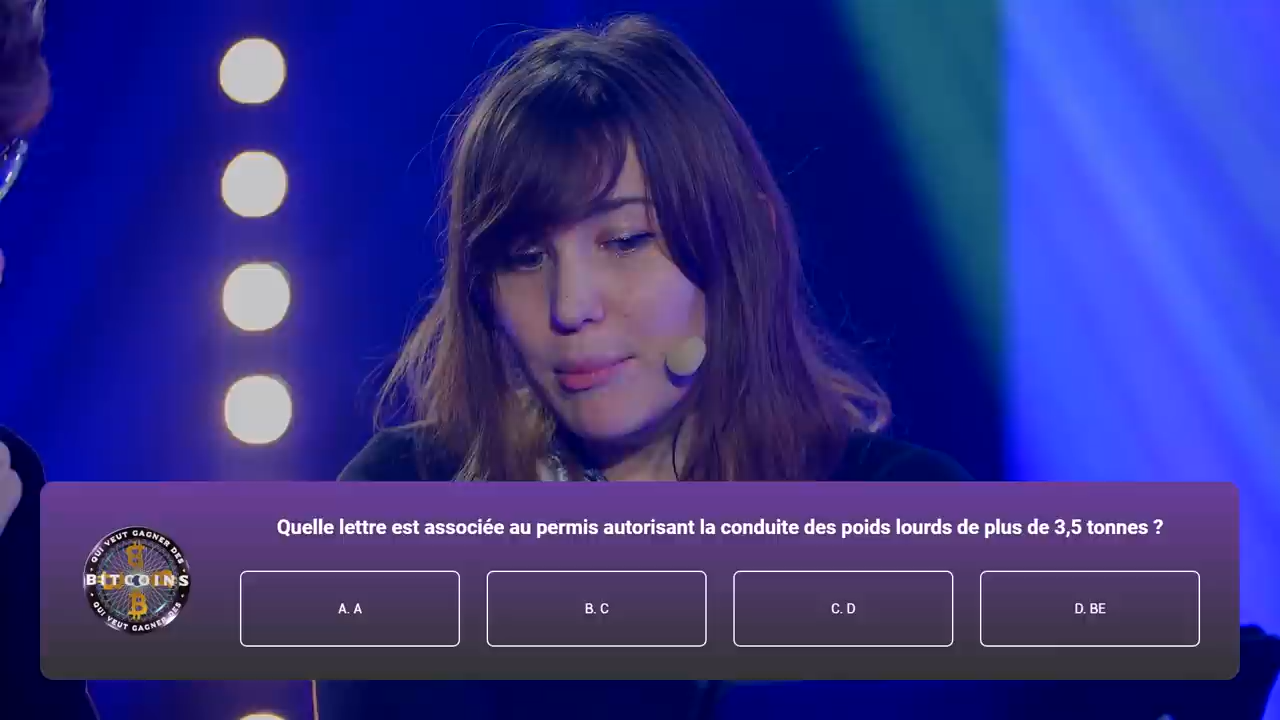 Quelle lettre est associée au permis autorisant la conduite des poids lourds de plus de 3,5 tonnes ?
QUI VEUT GAGNER DES
BITCOINS
QUI VEUT GAGNER DES
A. A
B. C
C. D
D. BE